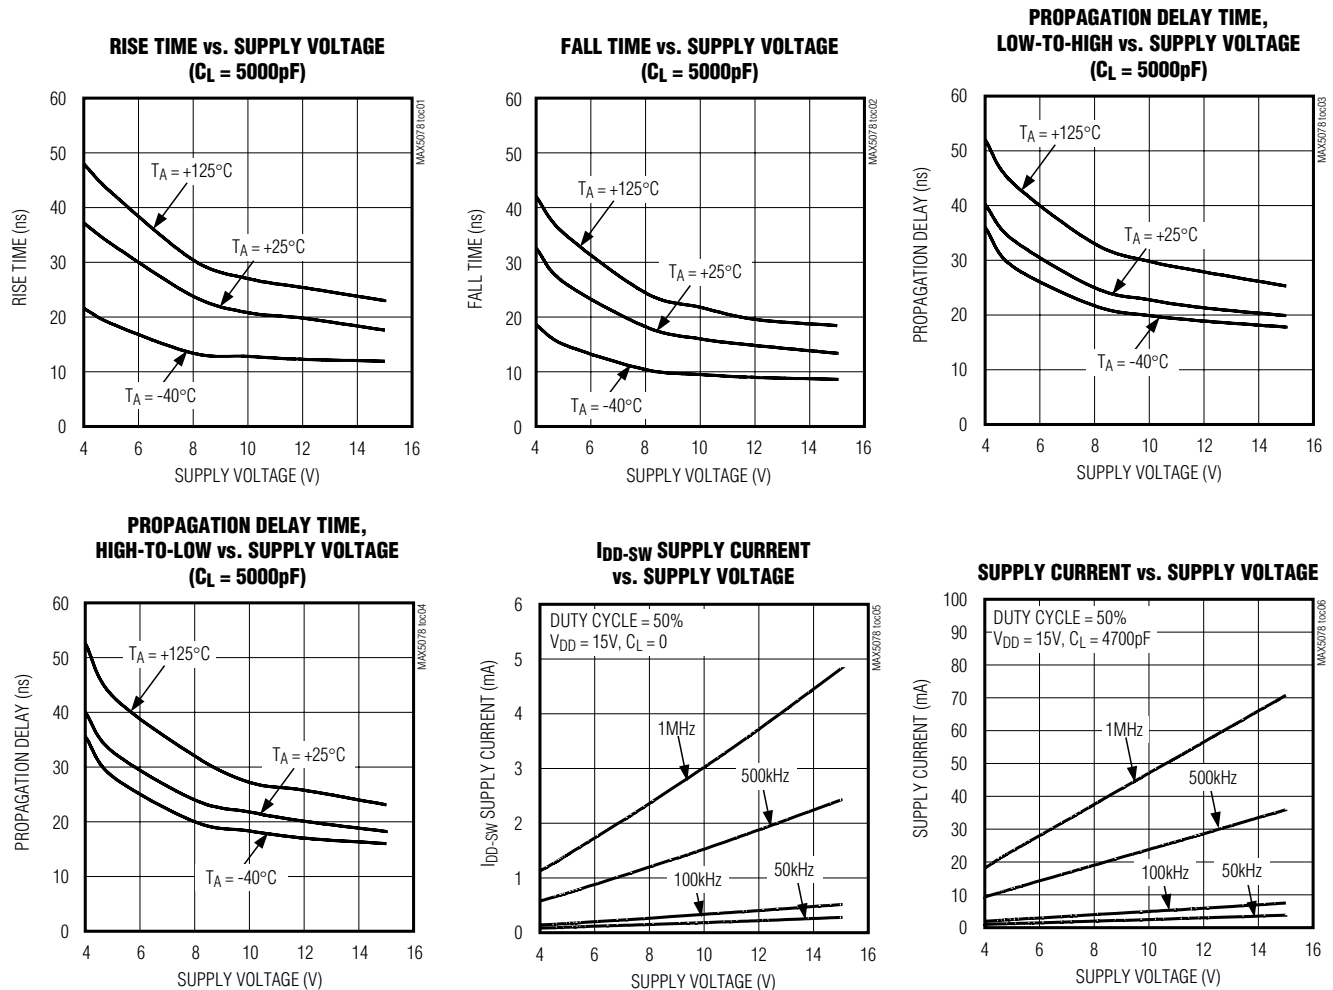 RISE TIME vs. SUPPLY VOLTAGE
(CL = 5000pF)
60
50
40
30
20
10
0
RISE TIME (ns)
TA = +125°C
TA = +25°C
TA = -40°C
4 6 8 10 12 14 16
SUPPLY VOLTAGE (V)
MAX5078 toc01
FALL TIME vs. SUPPLY VOLTAGE
(CL = 5000pF)
60
50
40
30
20
10
0
FALL TIME (ns)
TA = +125°C
TA = +25°C
TA = -40°C
4 6 8 10 12 14 16
SUPPLY VOLTAGE (V)
MAX5078 toc02
PROPAGATION DELAY TIME,
LOW-TO-HIGH vs. SUPPLY VOLTAGE
(CL = 5000pF)
60
50
40
30
20
10
0
PROPAGATION DELAY (ns)
TA = +125°C
TA = +25°C
TA = -40°C
4 6 8 10 12 14 16
SUPPLY VOLTAGE (V)
MAX5078 toc03
PROPAGATION DELAY TIME,
HIGH-TO-LOW vs. SUPPLY VOLTAGE
(CL = 5000pF)
60
50
40
30
20
10
0
PROPAGATION DELAY (ns)
TA = +125°C
TA = +25°C
TA = -40°C
4 6 8 10 12 14 16
SUPPLY VOLTAGE (V)
MAX5078 toc04
IDD-SW SUPPLY CURRENT
vs. SUPPLY VOLTAGE
6
5
4
3
2
1
0
IDD-SW SUPPLY CURRENT (mA)
DUTY CYCLE = 50%
VDD = 15V, CL = 0
1MHz
500kHz
100kHz
50kHz
4 6 8 10 12 14 16
SUPPLY VOLTAGE (V)
MAX5078 toc05
SUPPLY CURRENT vs. SUPPLY VOLTAGE
100
90
80
70
60
50
40
30
20
10
0
SUPPLY CURRENT (mA)
DUTY CYCLE = 50%
VDD = 15V, CL = 4700pF
1MHz
500kHz
100kHz
50kHz
4 6 8 10 12 14 16
SUPPLY VOLTAGE (V)
MAX5078 toc06